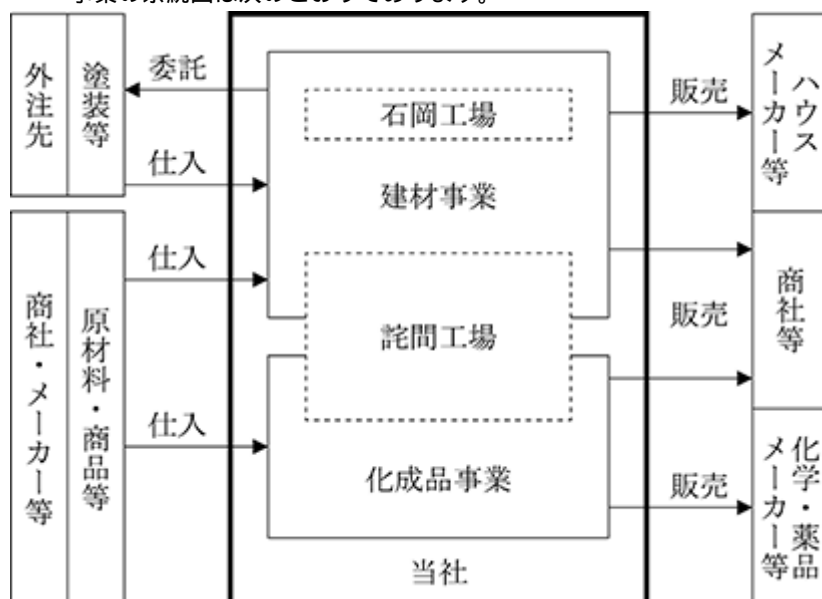 事業の系統図は次のとおりであります。
外注先
塗装等
委託
仕入
商社・メーカー等
原材料・商品等
仕入
仕入
石岡工場
建材事業
詫間工場
化成品事業
当社
販売
販売
販売
ハウス
メーカー等
商社等
化学・薬品
メーカー等